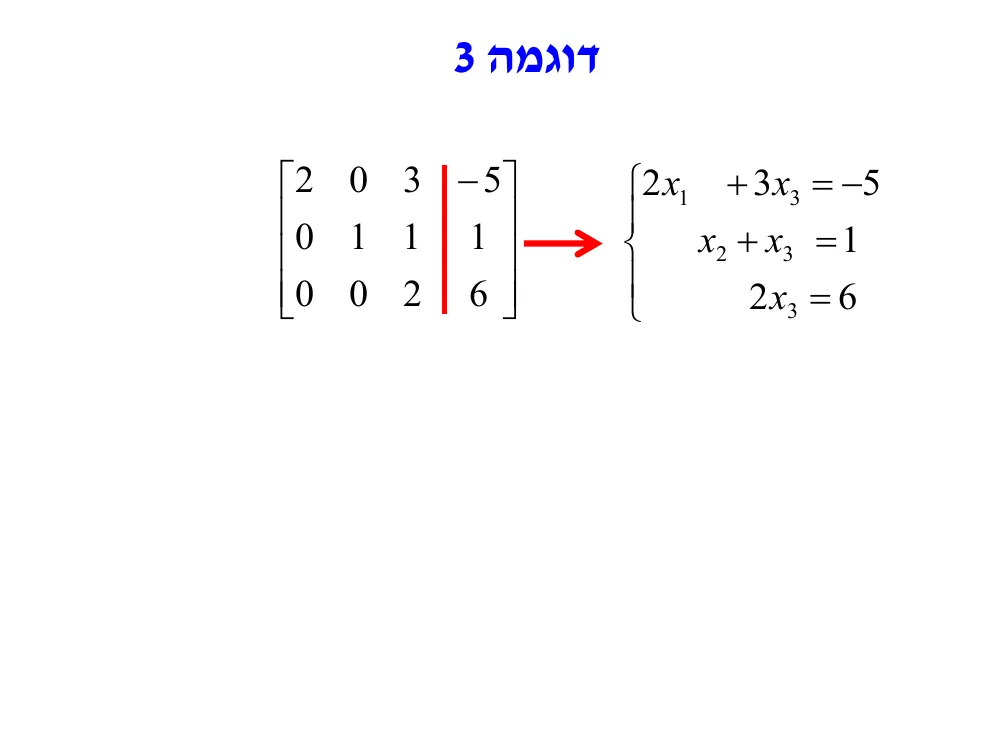 דוגמה 3
2 0 3 −5 2x₁ + 3x₃ = −5
0 1 1 1 x₂ + x₃ = 1
0 0 2 6 2x₃ = 6